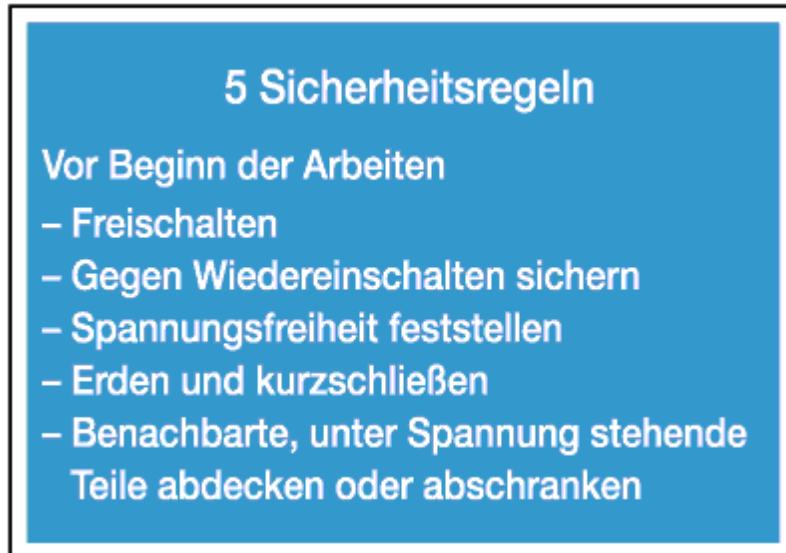 5 Sicherheitsregeln
Vor Beginn der Arbeiten
– Freischalten
– Gegen Wiedereinschalten sichern
– Spannungsfreiheit feststellen
– Erden und kurzschließen
– Benachbarte, unter Spannung stehende
Teile abdecken oder abschranken